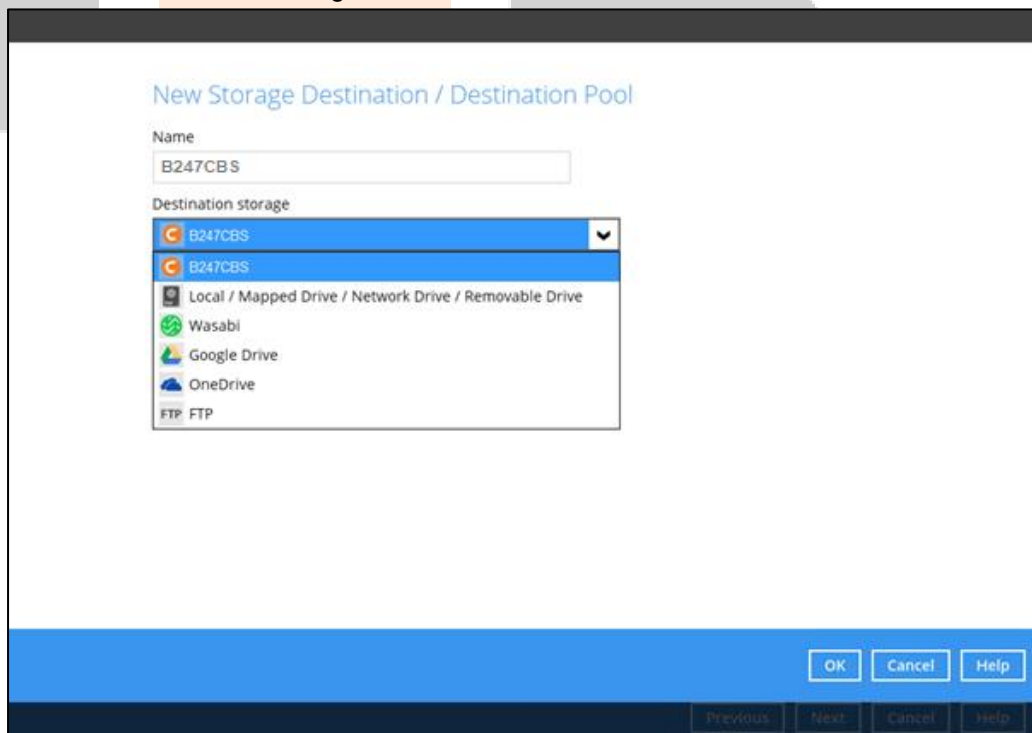 New Storage Destination / Destination Pool
Name
B247CBS
Destination storage
B247CBS
B247CBS
Local / Mapped Drive / Network Drive / Removable Drive
Wasabi
Google Drive
OneDrive
FTP FTP
OK Cancel Help
Previous Next Cancel Help